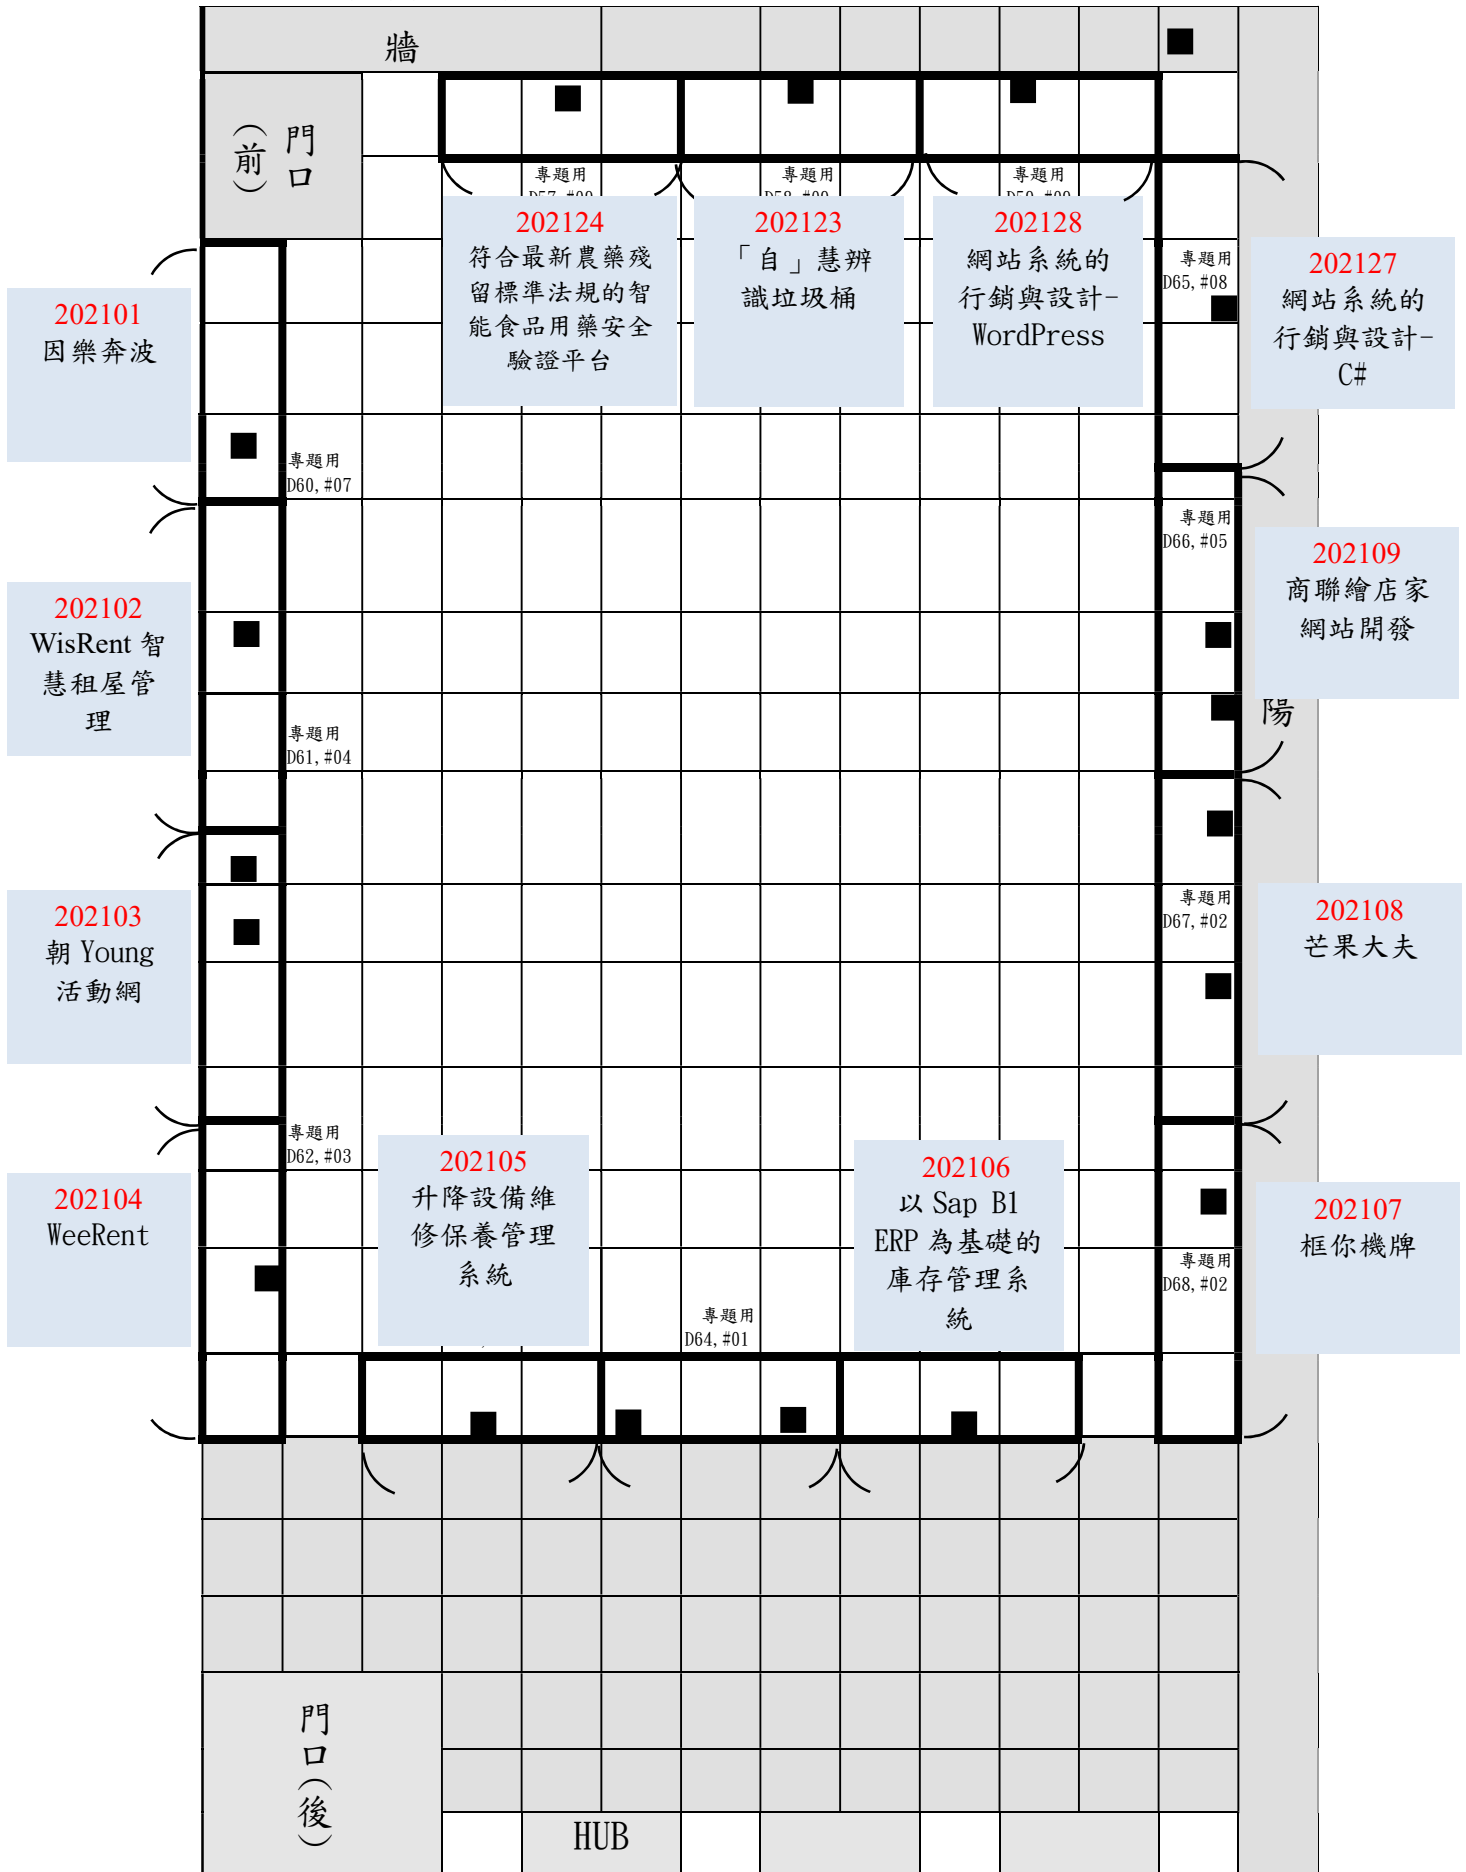 牆
門口
（前）
專題用
專題用
專題用
202124
符合最新農藥殘
留標準法規的智
能食品用藥安全
驗證平台
202123
「自」慧辨
識垃圾桶
202128
網站系統的
行銷與設計-
WordPress
專題用
D65,#08
202127
網站系統的
行銷與設計-
C#
202101
因樂奔波
專題用
D60,#07
專題用
D66,#05
202109
商聯繪店家
網站開發
陽
202102
WisRent 智
慧租屋管
理
專題用
D61,#04
202103
朝 Young
活動網
專題用
D67,#02
202108
芒果大夫
專題用
D62,#03
202104
WeeRent
202105
升降設備維
修保養管理
系統
202106
以 Sap B1
ERP 為基礎的
庫存管理系
統
專題用
D64,#01
專題用
D68,#02
202107
框你機牌
門口（後）
HUB